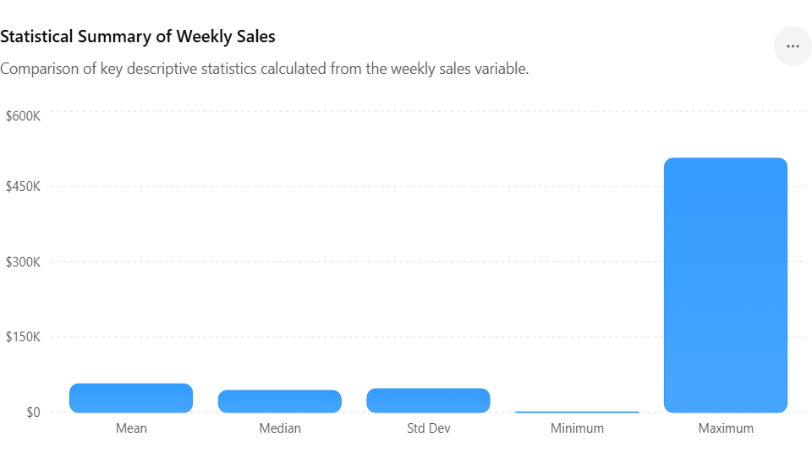 Statistical Summary of Weekly Sales
...
Comparison of key descriptive statistics calculated from the weekly sales variable.
$600K
$450K
$300K
$150K
$0
Mean Median Std Dev Minimum Maximum